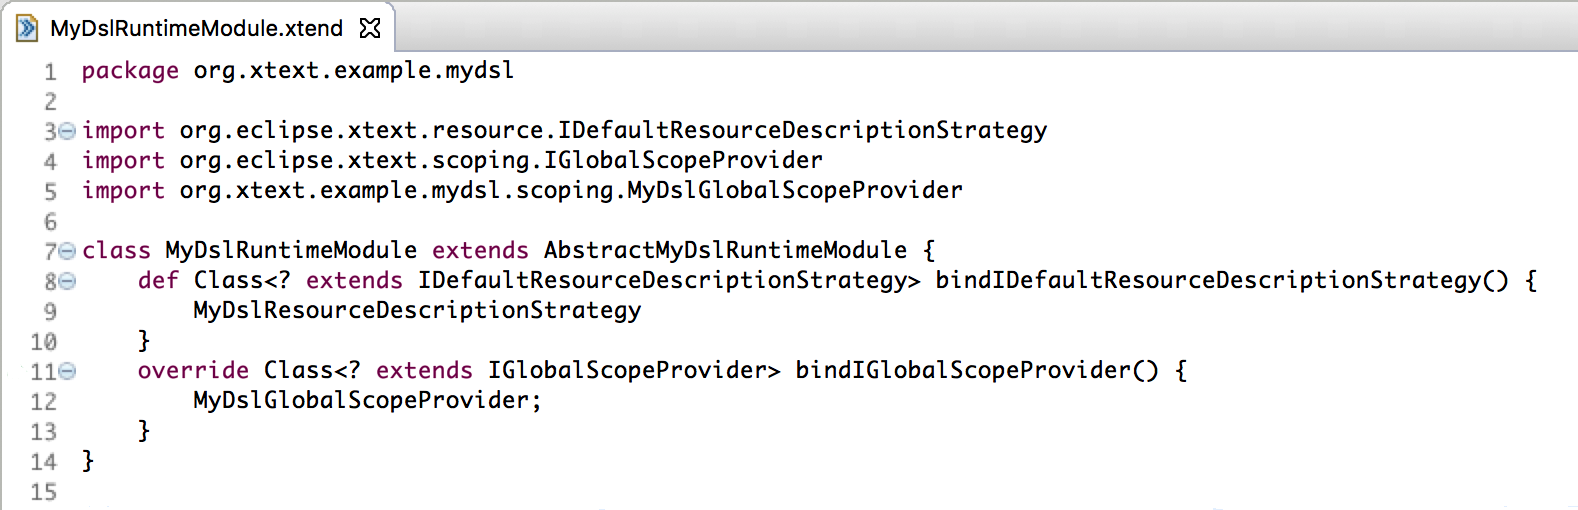 MyDslRuntimeModule.xtend
1 package org.xtext.example.mydsl
2
3 import org.eclipse.xtext.resource.IDefaultResourceDescriptionStrategy
4 import org.eclipse.xtext.scoping.IGlobalScopeProvider
5 import org.xtext.example.mydsl.scoping.MyDslGlobalScopeProvider
6
7 class MyDslRuntimeModule extends AbstractMyDslRuntimeModule {
8     def Class<? extends IDefaultResourceDescriptionStrategy> bindIDefaultResourceDescriptionStrategy() {
9         MyDslResourceDescriptionStrategy
10     }
11     override Class<? extends IGlobalScopeProvider> bindIGlobalScopeProvider() {
12         MyDslGlobalScopeProvider;
13     }
14 }
15